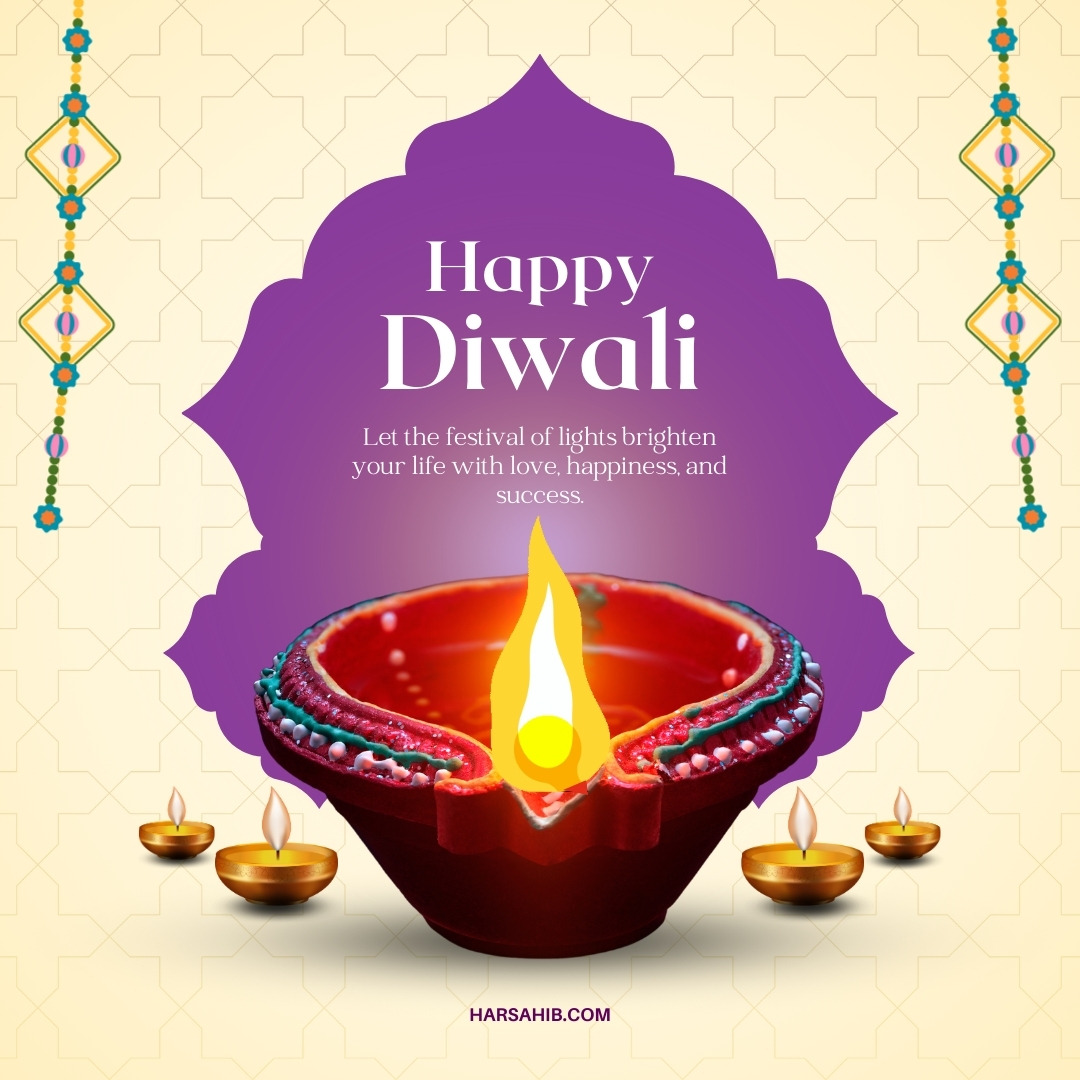 Happy
Diwali
Let the festival of lights brighten
your life with love, happiness, and
success.
HARSAHIB.COM